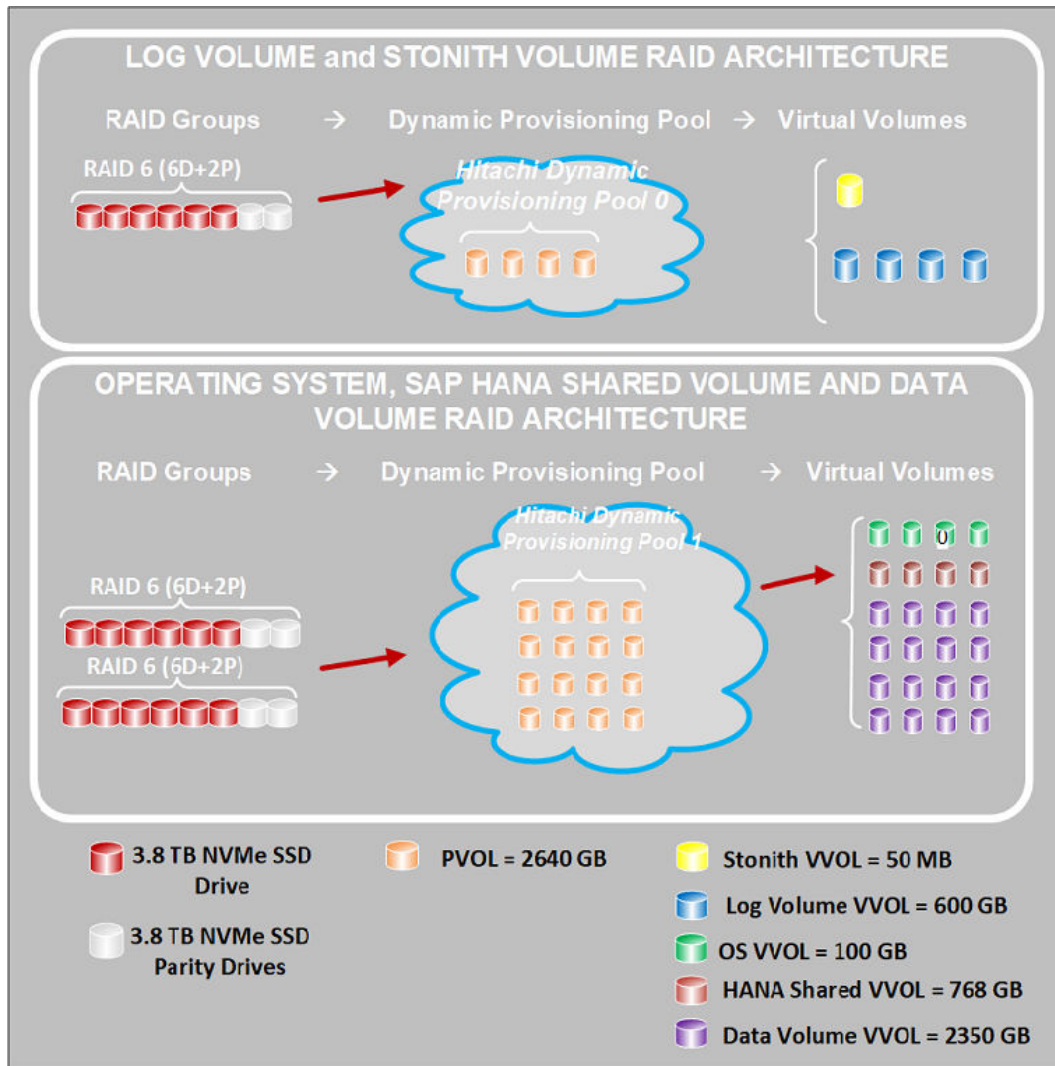 LOG VOLUME and STONITH VOLUME RAID ARCHITECTURE
RAID Groups → Dynamic Provisioning Pool → Virtual Volumes
RAID 6 (6D+2P)
Hitachi Dynamic
Provisioning Pool 0
OPERATING SYSTEM, SAP HANA SHARED VOLUME AND DATA
VOLUME RAID ARCHITECTURE
RAID Groups → Dynamic Provisioning Pool → Virtual Volumes
Hitachi Dynamic
Provisioning Pool 1
0
RAID 6 (6D+2P)
RAID 6 (6D+2P)
3.8 TB NVMe SSD
Drive
PVOL = 2640 GB
Stonith VVOL = 50 MB
Log Volume VVOL = 600 GB
3.8 TB NVMe SSD
Parity Drives
OS VVOL = 100 GB
HANA Shared VVOL = 768 GB
Data Volume VVOL = 2350 GB